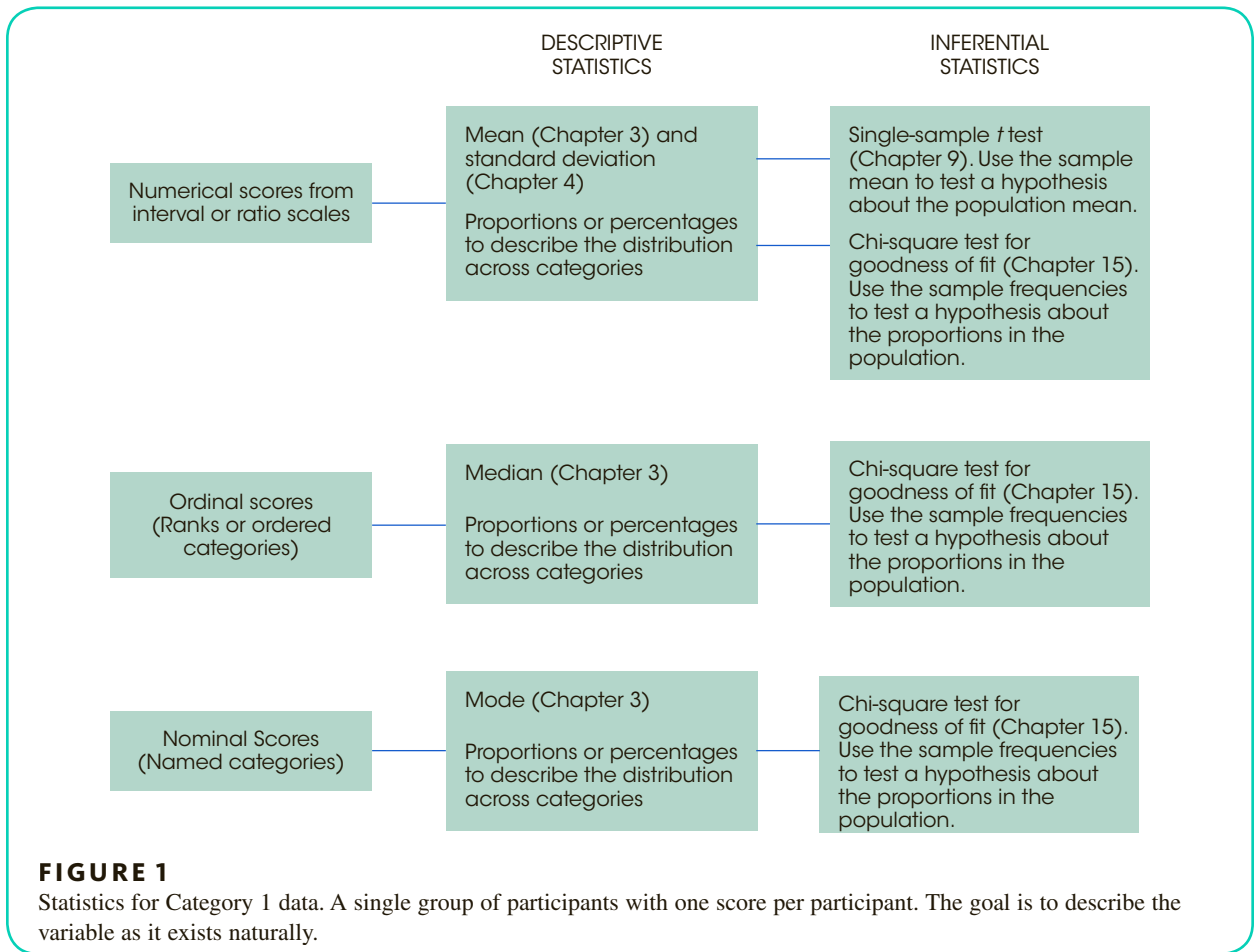 DESCRIPTIVE
STATISTICS
INFERENTIAL
STATISTICS
Numerical scores from
interval or ratio scales
Mean (Chapter 3) and
standard deviation
(Chapter 4)
Proportions or percentages
to describe the distribution
across categories
Single-sample t test
(Chapter 9). Use the sample
mean to test a hypothesis
about the population mean.
Chi-square test for
goodness of fit (Chapter 15).
Use the sample frequencies
to test a hypothesis about
the proportions in the
population.
Ordinal scores
(Ranks or ordered
categories)
Median (Chapter 3)
Proportions or percentages
to describe the distribution
across categories
Chi-square test for
goodness of fit (Chapter 15).
Use the sample frequencies
to test a hypothesis about
the proportions in the
population.
Nominal Scores
(Named categories)
Mode (Chapter 3)
Proportions or percentages
to describe the distribution
across categories
Chi-square test for
goodness of fit (Chapter 15).
Use the sample frequencies
to test a hypothesis about
the proportions in the
population.
FIGURE 1
Statistics for Category 1 data. A single group of participants with one score per participant. The goal is to describe the
variable as it exists naturally.